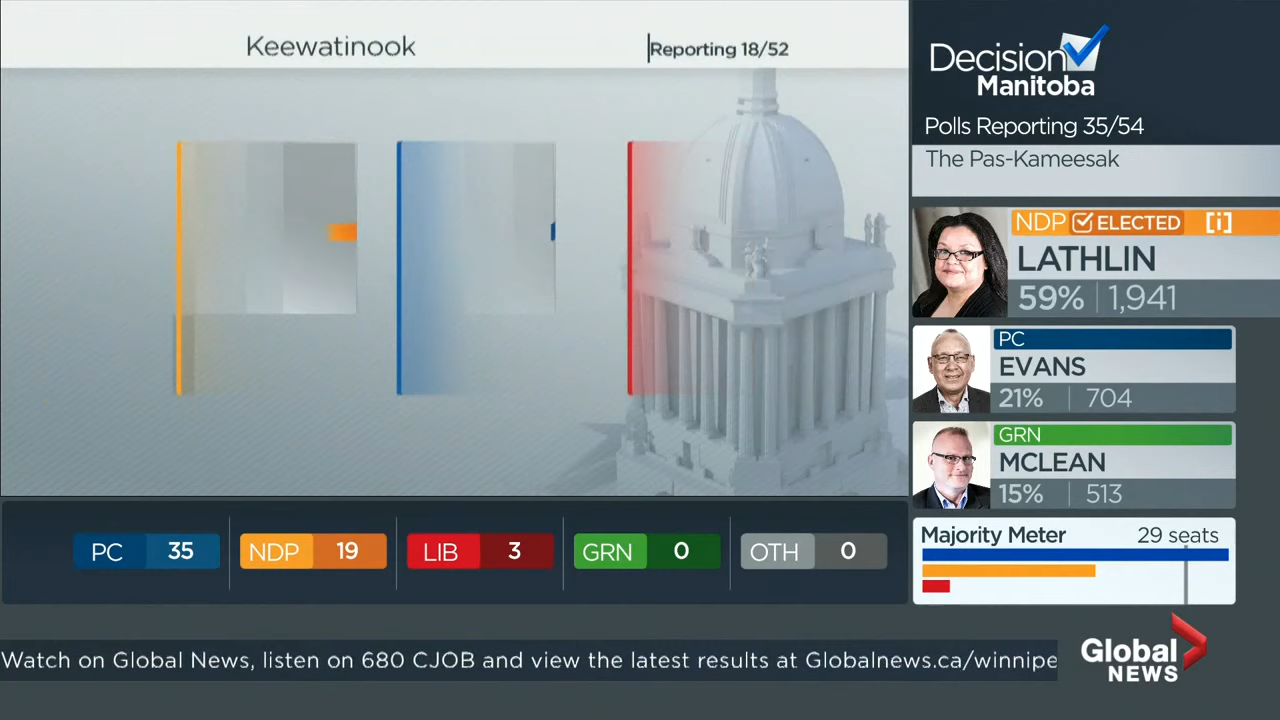 Keewatinook
Reporting 18/52
Decision
Manitoba
Polls Reporting 35/54
The Pas-Kameesak
NDP ELECTED [i]
LATHLIN
59% 1,941
PC
EVANS
21% 704
GRN
MCLEAN
15% 513
Majority Meter 29 seats
PC 35 NDP 19 LIB 3 GRN 0 OTH 0
Watch on Global News, listen on 680 CJOB and view the latest results at Globalnews.ca/winnipe
Global
NEWS